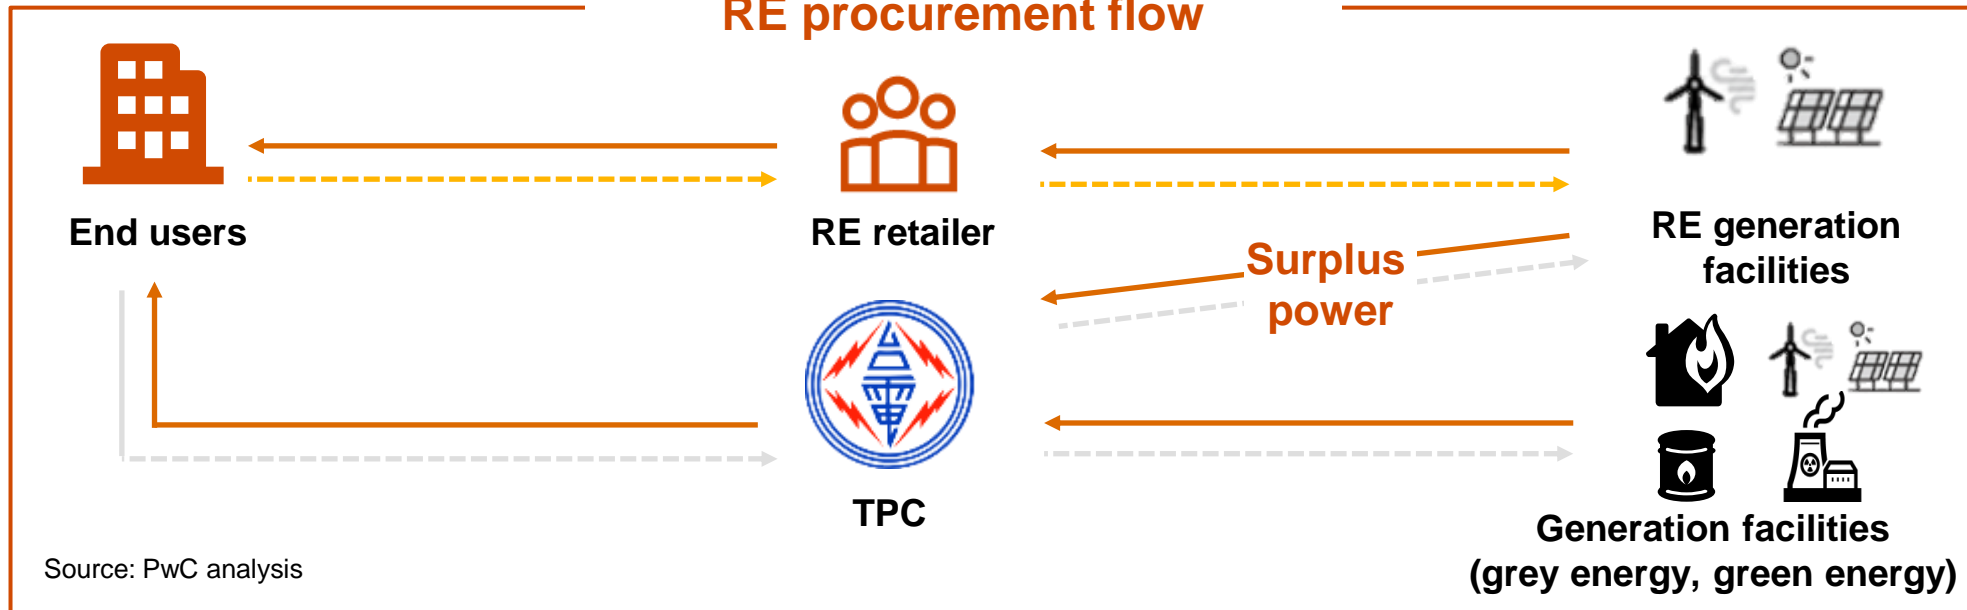 RE procurement flow
End users
RE retailer
RE generation
facilities
Surplus
power
TPC
Generation facilities
(grey energy, green energy)
Source: PwC analysis